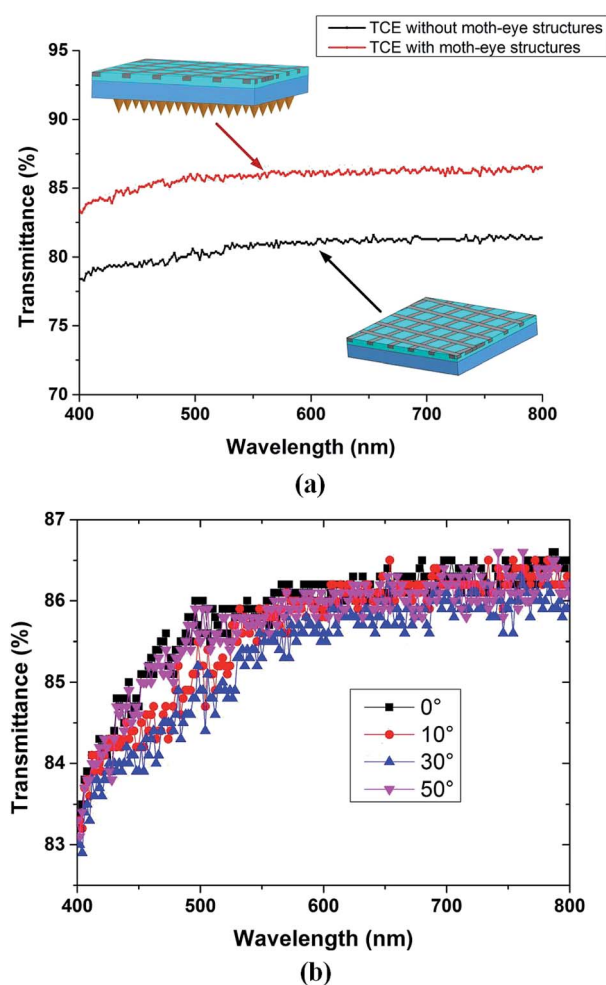 TCE without moth-eye structures
TCE with moth-eye structures
95
90
85
80
75
70
400 500 600 700 800
Transmittance (%)
Wavelength (nm)
(a)
87
86
85
84
83
400 500 600 700 800
Transmittance (%)
0°
10°
30°
50°
Wavelength (nm)
(b)